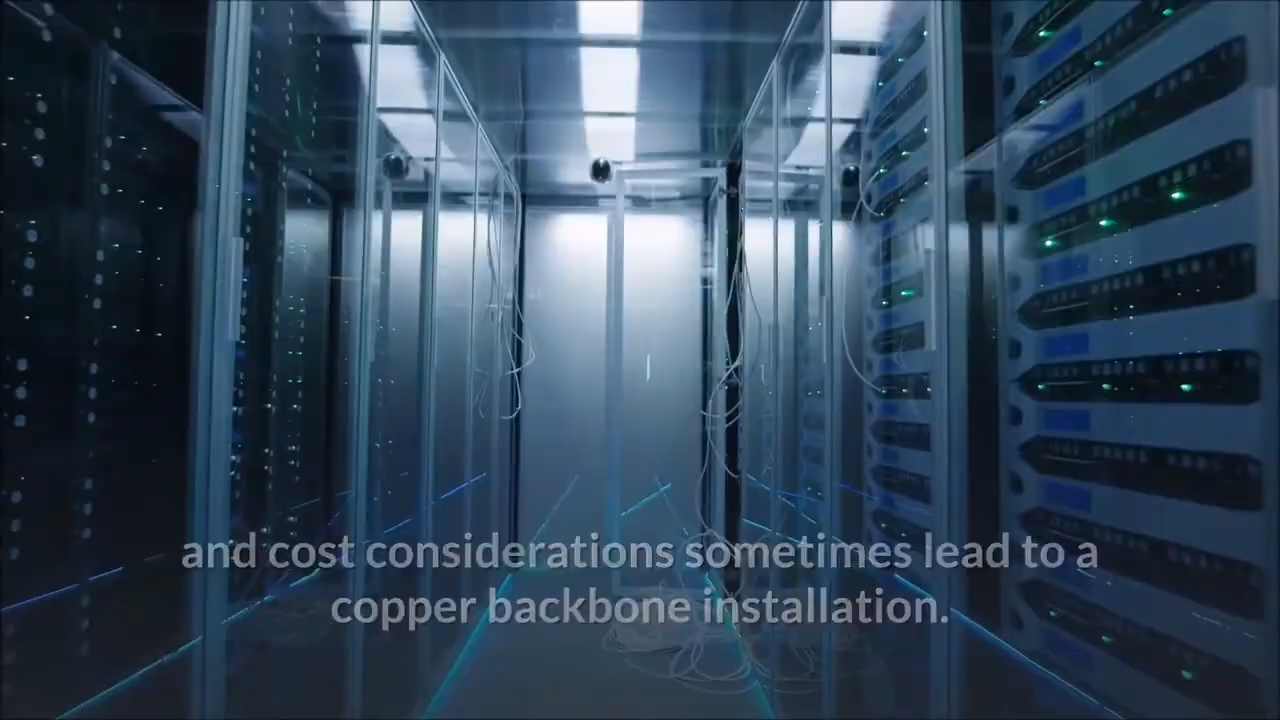 and cost considerations sometimes lead to a
copper backbone installation.